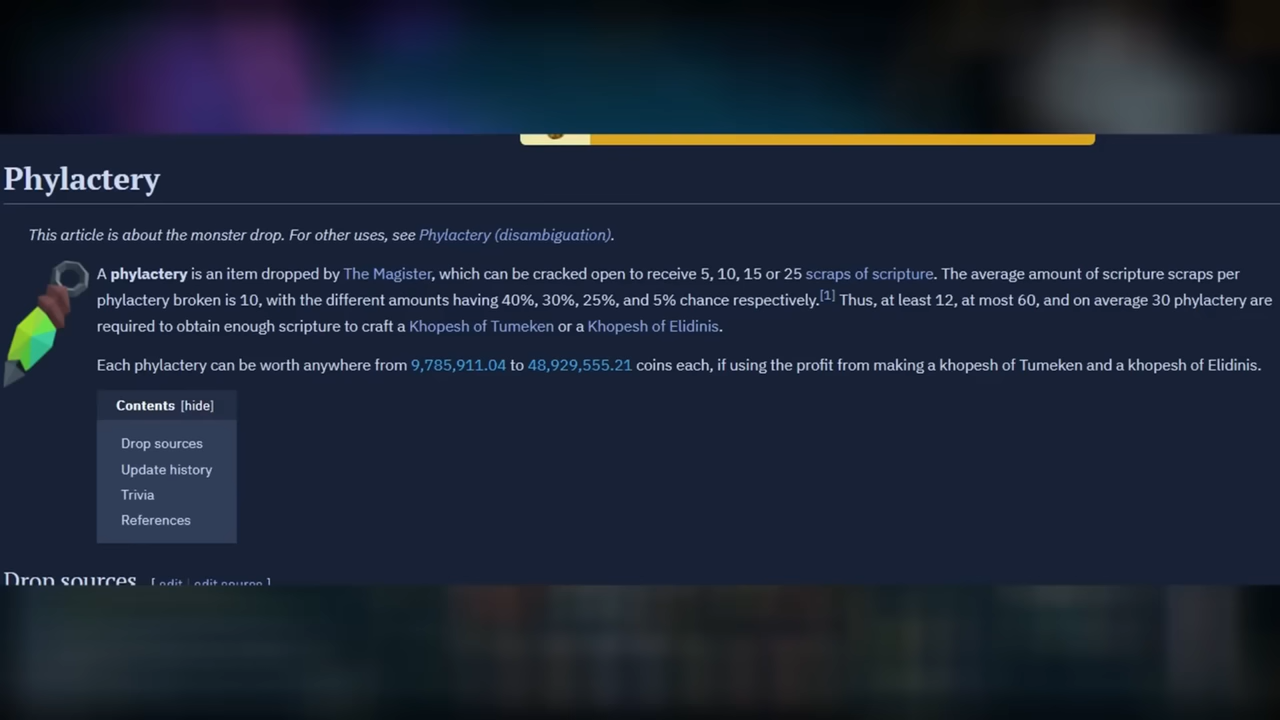 Phylactery
This article is about the monster drop. For other uses, see Phylactery (disambiguation).
A phylactery is an item dropped by The Magister, which can be cracked open to receive 5, 10, 15 or 25 scraps of scripture. The average amount of scripture scraps per
phylactery broken is 10, with the different amounts having 40%, 30%, 25%, and 5% chance respectively.[1] Thus, at least 12, at most 60, and on average 30 phylactery are
required to obtain enough scripture to craft a Khopesh of Tumeken or a Khopesh of Elidinis.
Each phylactery can be worth anywhere from 9,785,911.04 to 48,929,555.21 coins each, if using the profit from making a khopesh of Tumeken and a khopesh of Elidinis.
Contents [hide]
Drop sources
Update history
Trivia
References
Drop sources [ edit | edit source ]